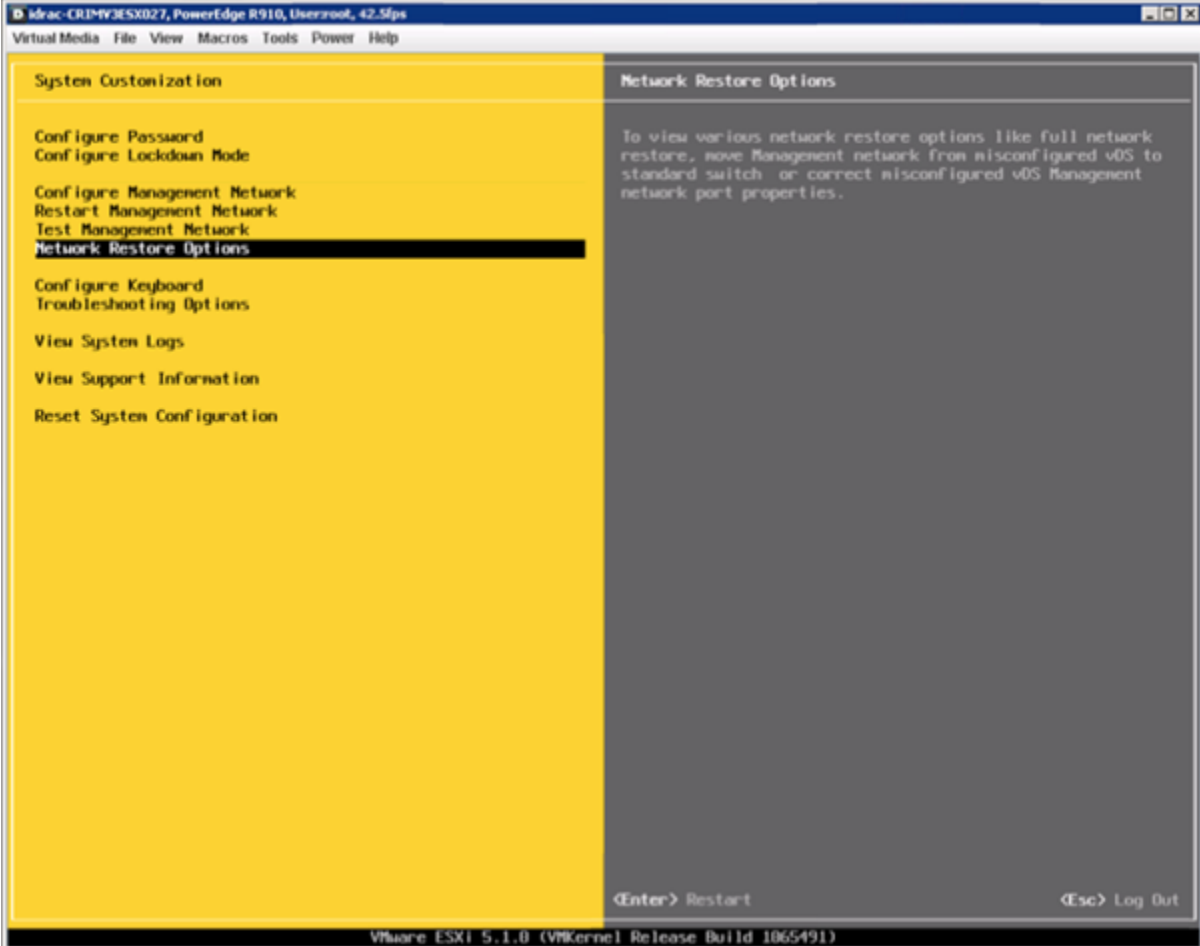 idrac-CRIMV3ESX027, PowerEdge R910, User:root, 42.5fps
Virtual Media File View Macros Tools Power Help
System Customization
Configure Password
Configure Lockdown Mode
Configure Management Network
Restart Management Network
Test Management Network
Network Restore Options
Configure Keyboard
Troubleshooting Options
View System Logs
View Support Information
Reset System Configuration
Network Restore Options
To view various network restore options like full network
restore, move Management network from misconfigured vDS to
standard switch or correct misconfigured vDS Management
network port properties.
<Enter> Restart
<Esc> Log Out
VMware ESXi 5.1.0 (VMKernel Release Build 1065491)